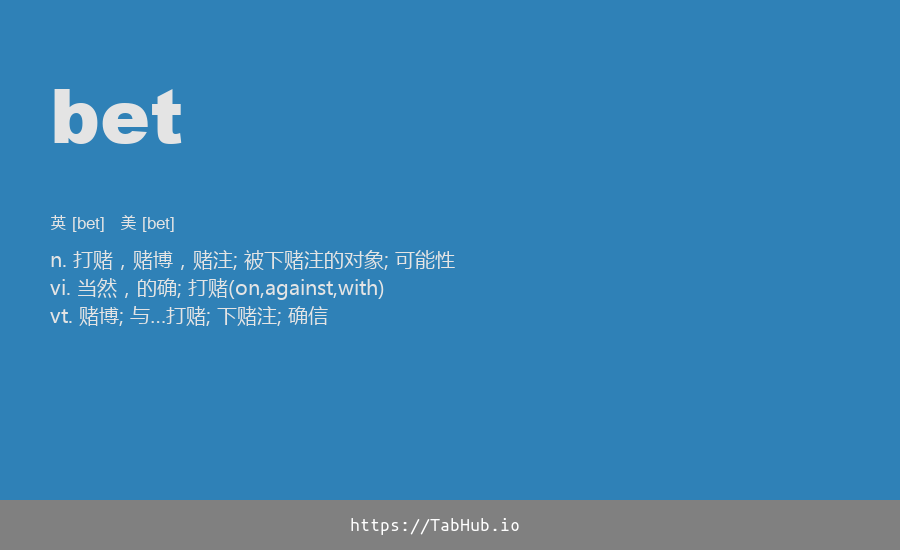 bet
英 [bet] 美 [bet]
n. 打赌，赌博，赌注; 被下赌注的对象; 可能性
vi. 当然，的确; 打赌(on,against,with)
vt. 赌博; 与…打赌; 下赌注; 确信
https://TabHub.io